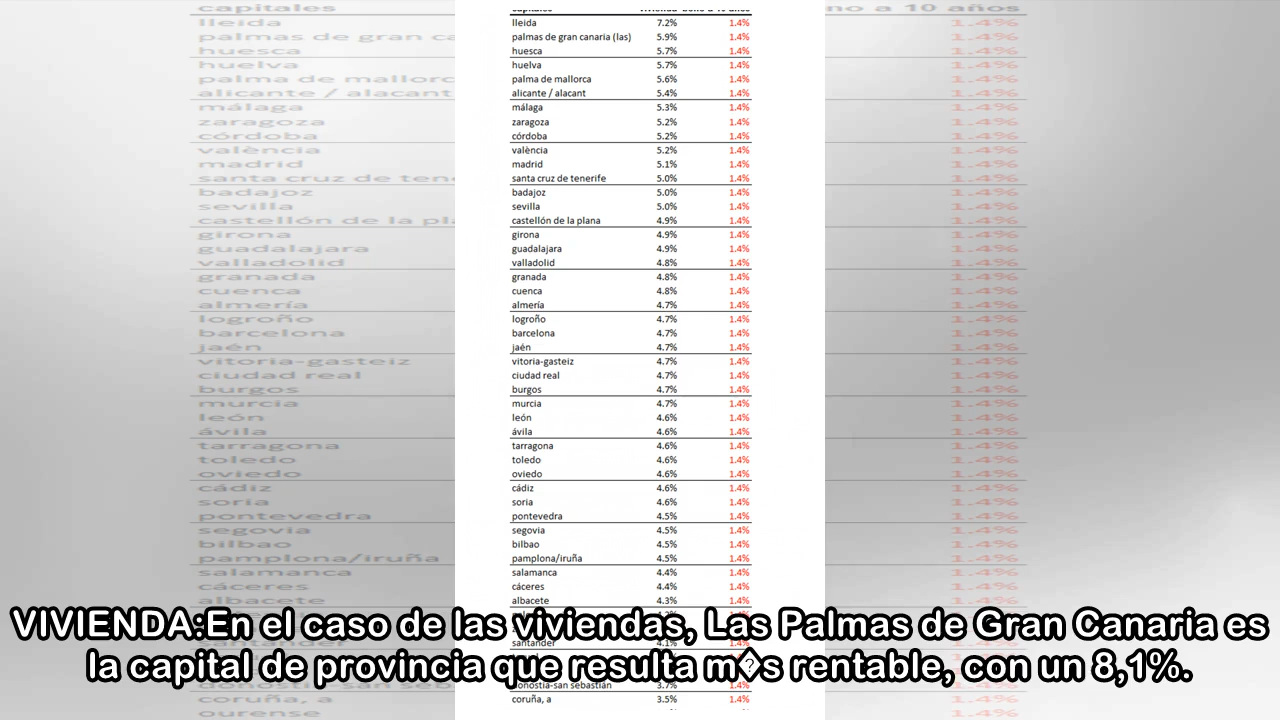 capitales vivienda bono a 10 años
lleida 7.2% 1.4%
palmas de gran canaria (las) 5.9% 1.4%
huesca 5.7% 1.4%
huelva 5.7% 1.4%
palma de mallorca 5.6% 1.4%
alicante / alacant 5.4% 1.4%
málaga 5.3% 1.4%
zaragoza 5.2% 1.4%
córdoba 5.2% 1.4%
valència 5.2% 1.4%
madrid 5.1% 1.4%
santa cruz de tenerife 5.0% 1.4%
badajoz 5.0% 1.4%
sevilla 5.0% 1.4%
castellón de la plana 4.9% 1.4%
girona 4.9% 1.4%
guadalajara 4.9% 1.4%
valladolid 4.8% 1.4%
granada 4.8% 1.4%
cuenca 4.8% 1.4%
almería 4.7% 1.4%
logroño 4.7% 1.4%
barcelona 4.7% 1.4%
jaén 4.7% 1.4%
vitoria-gasteiz 4.7% 1.4%
ciudad real 4.7% 1.4%
burgos 4.7% 1.4%
murcia 4.7% 1.4%
león 4.6% 1.4%
ávila 4.6% 1.4%
tarragona 4.6% 1.4%
toledo 4.6% 1.4%
oviedo 4.6% 1.4%
cádiz 4.6% 1.4%
soria 4.6% 1.4%
pontevedra 4.5% 1.4%
segovia 4.5% 1.4%
bilbao 4.5% 1.4%
pamplona/iruña 4.5% 1.4%
salamanca 4.4% 1.4%
cáceres 4.4% 1.4%
albacete 4.3% 1.4%
santander 4.1% 1.4%
donostia-san sebastián 3.7% 1.4%
coruña, a 3.5% 1.4%
ourense
VIVIENDA:En el caso de las viviendas, Las Palmas de Gran Canaria es
la capital de provincia que resulta m�s rentable, con un 8,1%.